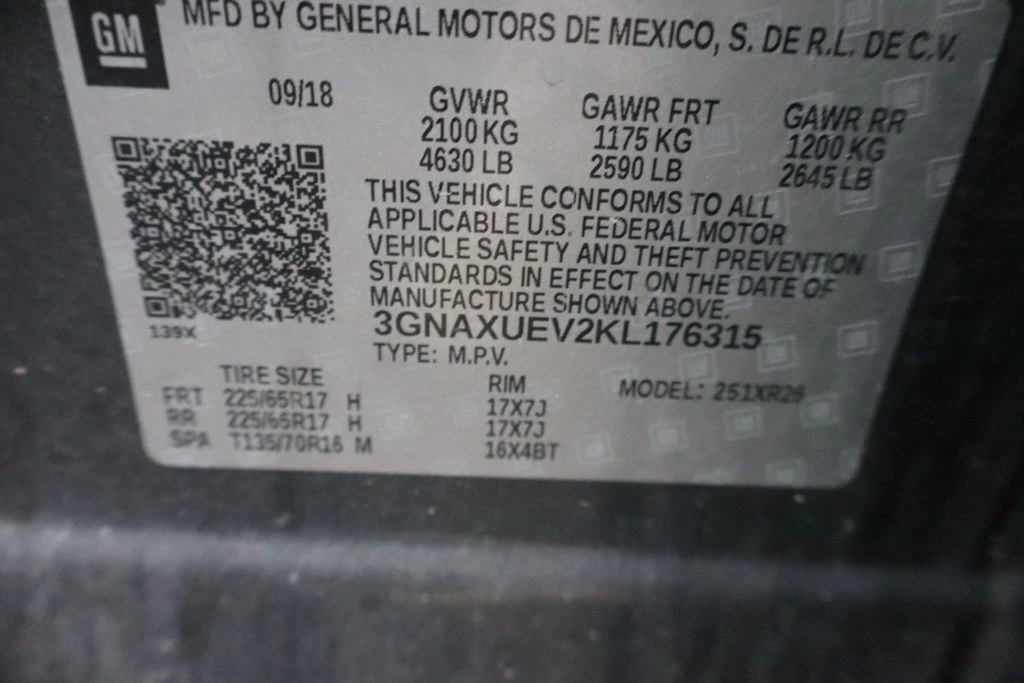 GM
MFD BY GENERAL MOTORS DE MEXICO, S. DE R.L. DE C.V.
09/18 GVWR GAWR FRT GAWR RR
2100 KG 1175 KG 1200 KG
4630 LB 2590 LB 2645 LB
THIS VEHICLE CONFORMS TO ALL
APPLICABLE U.S. FEDERAL MOTOR
VEHICLE SAFETY AND THEFT PREVENTION
STANDARDS IN EFFECT ON THE DATE OF
MANUFACTURE SHOWN ABOVE.
139X
3GNAXUEV2KL176315
TYPE: M.P.V.
TIRE SIZE RIM MODEL: 251XR26
FRT 225/65R17 H 17X7J
RR 225/65R17 H 17X7J
SPA T135/70R16 M 16X4BT